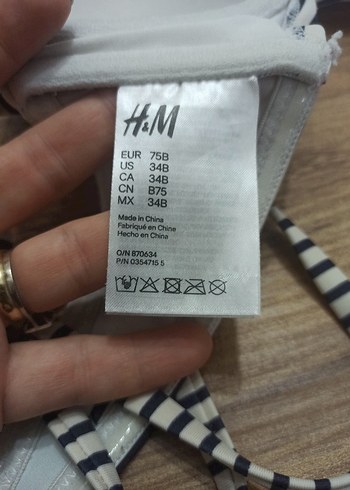 H&M
EUR 75B
US 34B
CA 34B
CN B75
MX 34B
Made in China
Fabriqué en Chine
Hecho en China
O/N 870634
P/N 0354715 5